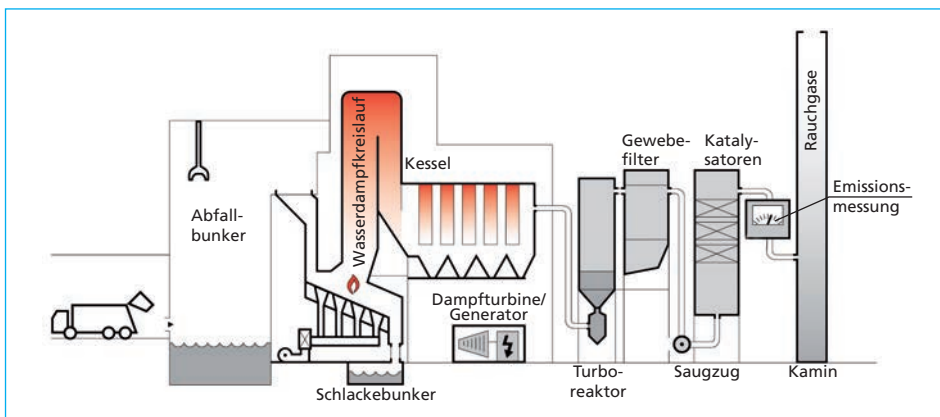 Abfall-
bunker
Wasserdampfkreislauf
Kessel
Dampfturbine/
Generator
Schlackebunker
Turbo-
reaktor
Gewebe-
filter
Saugzug
Kataly-
satoren
Emissions-
messung
Rauchgase
Kamin